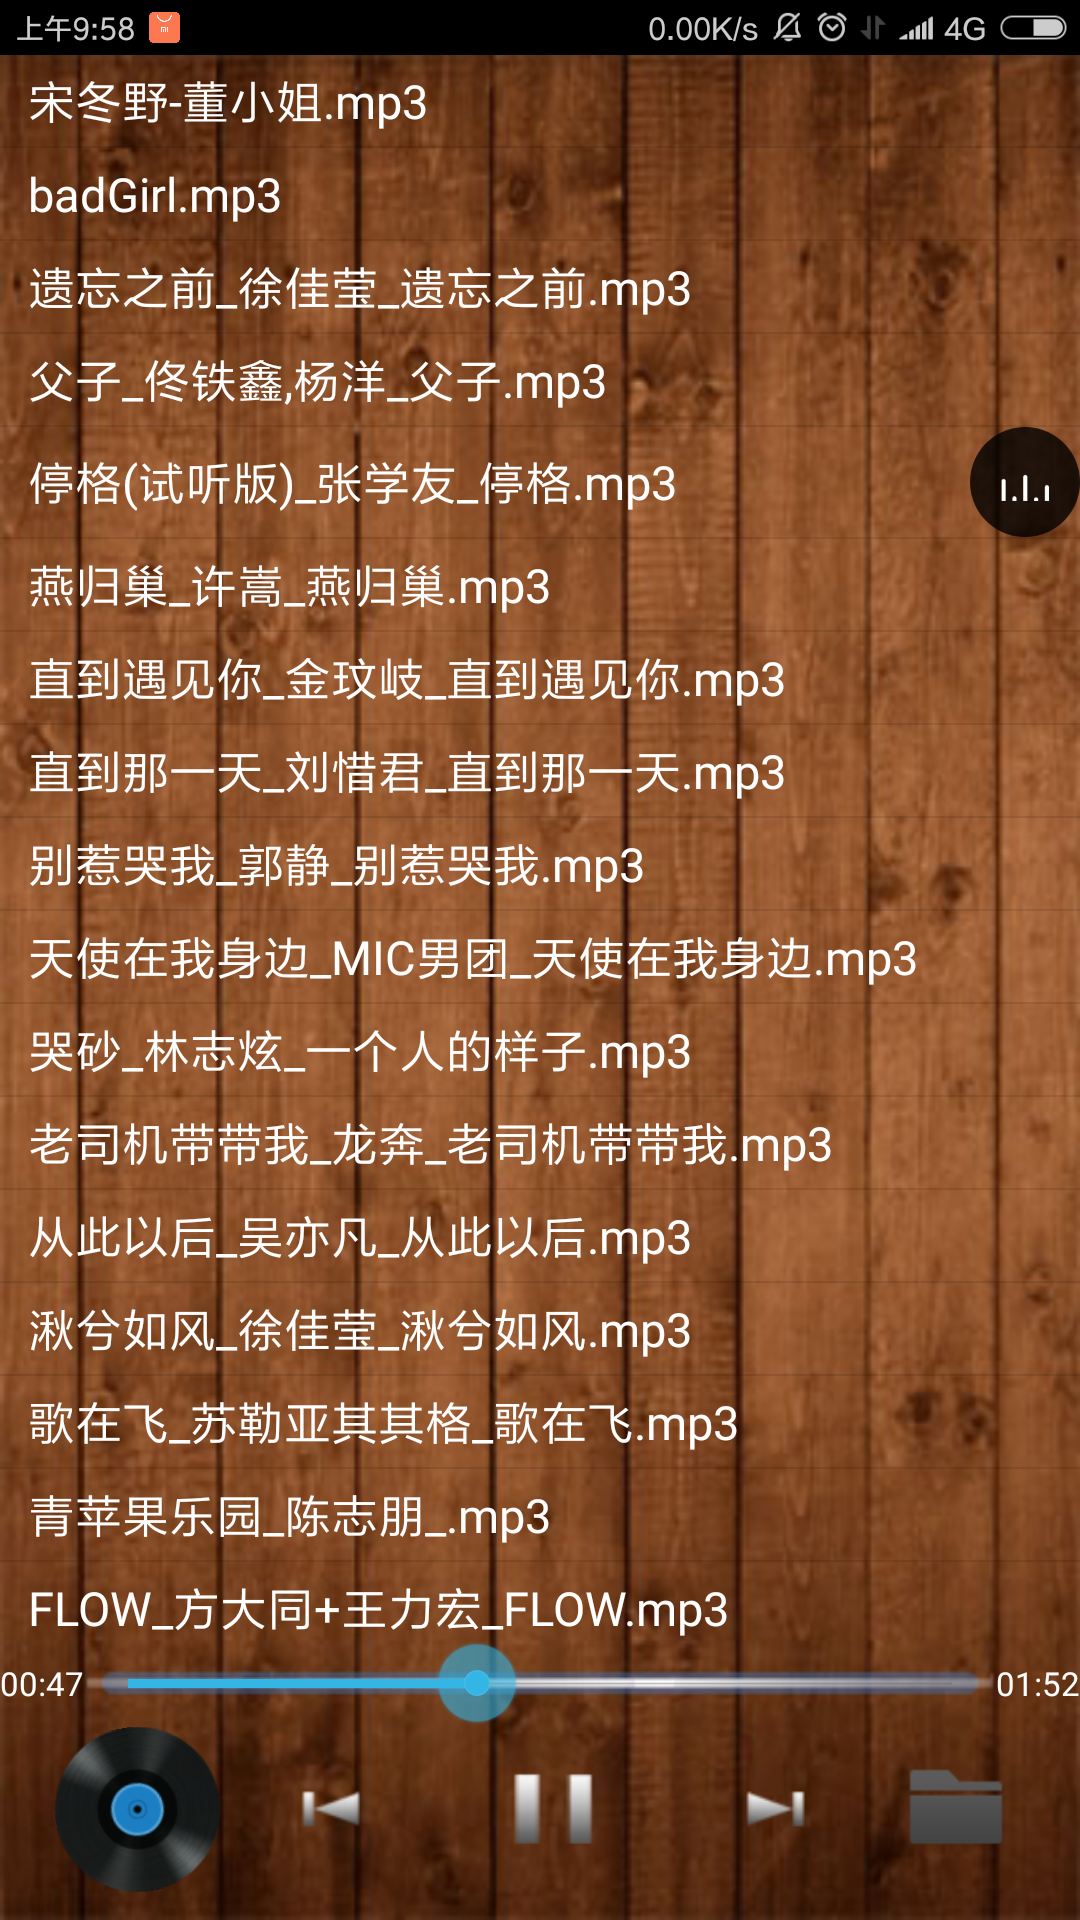 上午9:58
0.00K/s 4G
宋冬野-董小姐.mp3
badGirl.mp3
遗忘之前_徐佳莹_遗忘之前.mp3
父子_佟铁鑫,杨洋_父子.mp3
停格(试听版)_张学友_停格.mp3
燕归巢_许嵩_燕归巢.mp3
直到遇见你_金玟岐_直到遇见你.mp3
直到那一天_刘惜君_直到那一天.mp3
别惹哭我_郭静_别惹哭我.mp3
天使在我身边_MIC男团_天使在我身边.mp3
哭砂_林志炫_一个人的样子.mp3
老司机带带我_龙奔_老司机带带我.mp3
从此以后_吴亦凡_从此以后.mp3
湫兮如风_徐佳莹_湫兮如风.mp3
歌在飞_苏勒亚其其格_歌在飞.mp3
青苹果乐园_陈志朋_.mp3
FLOW_方大同+王力宏_FLOW.mp3
00:47 01:52